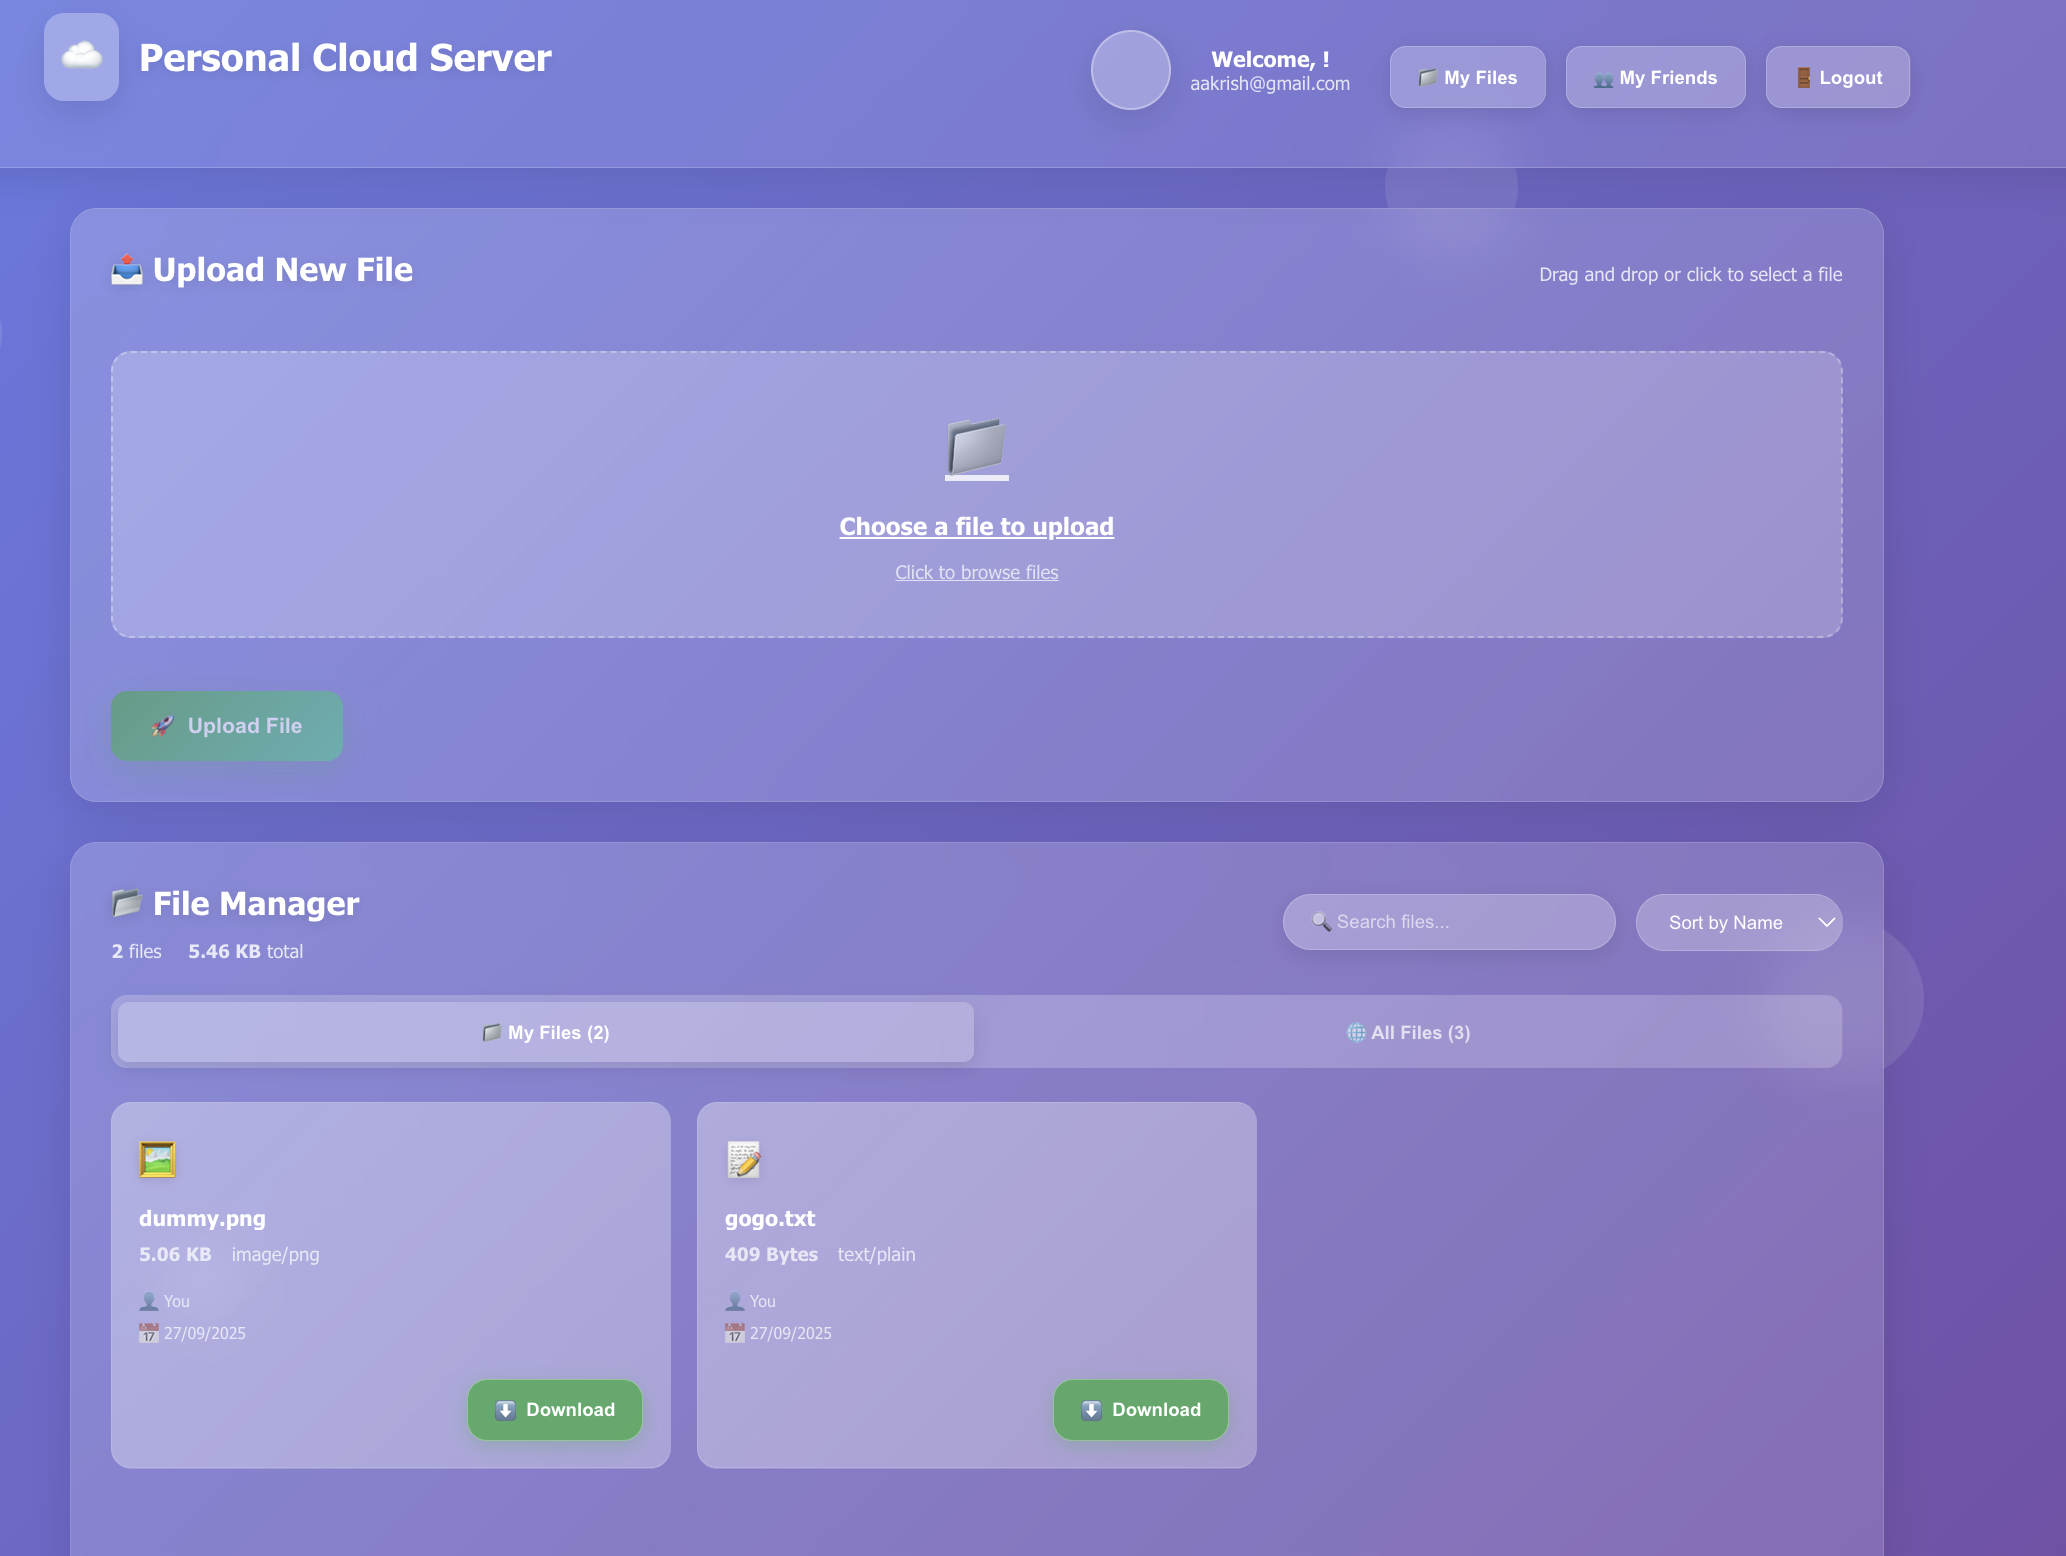 Personal Cloud Server
Welcome, !
aakrish@gmail.com
My Files
My Friends
Logout
Upload New File
Drag and drop or click to select a file
Choose a file to upload
Click to browse files
Upload File
File Manager
2 files 5.46 KB total
Search files...
Sort by Name
My Files (2)
All Files (3)
dummy.png
5.06 KB image/png
You
27/09/2025
Download
gogo.txt
409 Bytes text/plain
You
27/09/2025
Download